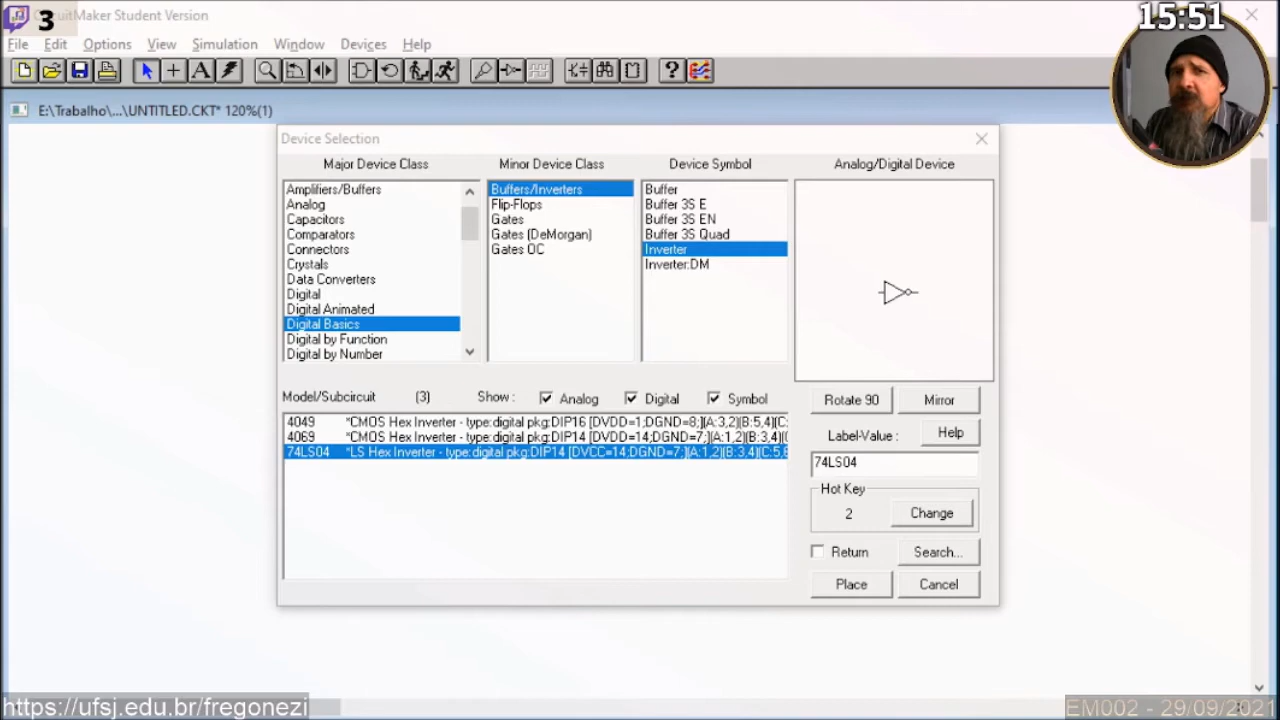 3
CircuitMaker Student Version
15:51
File Edit Options View Simulation Window Devices Help
E:\Trabalho\...\UNTITLED.CKT* 120%(1)
Device Selection
Major Device Class
Minor Device Class
Device Symbol
Analog/Digital Device
Amplifiers/Buffers
Analog
Capacitors
Comparators
Connectors
Crystals
Data Converters
Digital
Digital Animated
Digital Basics
Digital by Function
Digital by Number
Buffers/Inverters
Flip-Flops
Gates
Gates (DeMorgan)
Gates OC
Buffer
Buffer 3S E
Buffer 3S EN
Buffer 3S Quad
Inverter
Inverter:DM
Model/Subcircuit (3) Show : Analog Digital Symbol
4049 *CMOS Hex Inverter - type:digital pkg:DIP16 [DVDD=1;DGND=8;]{A:3,2}{B:5,4}{C:
4069 *CMOS Hex Inverter - type:digital pkg:DIP14 [DVDD=14;DGND=7;]{A:1,2}{B:3,4}{
74LS04 *LS Hex Inverter - type:digital pkg:DIP14 [DVCC=14;DGND=7;]{A:1,2}{B:3,4}{C:5,6
Rotate 90 Mirror
Label-Value : Help
74LS04
Hot Key
2 Change
Return Search...
Place Cancel
https://ufsj.edu.br/fregonezi
EM002 - 29/09/2021